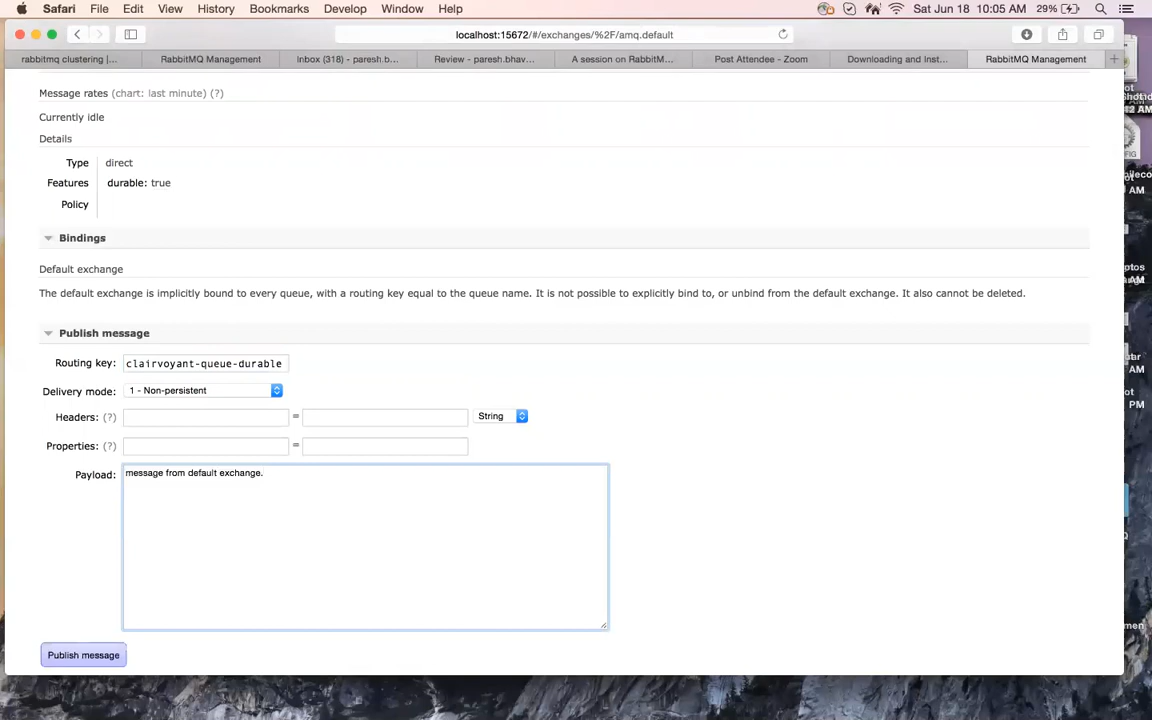 Safari File Edit View History Bookmarks Develop Window Help Sat Jun 18 10:05 AM 29%
localhost:15672/#/exchanges/%2F/amq.default
rabbitmq clustering |... RabbitMQ Management Inbox (318) - paresh.b... Review - paresh.bhav... A session on RabbitM... Post Attendee - Zoom Downloading and Inst... RabbitMQ Management
Message rates (chart: last minute) (?)
Currently idle
Details
Type direct
Features durable: true
Policy
Bindings
Default exchange
The default exchange is implicitly bound to every queue, with a routing key equal to the queue name. It is not possible to explicitly bind to, or unbind from the default exchange. It also cannot be deleted.
Publish message
Routing key: clairvoyant-queue-durable
Delivery mode: 1 - Non-persistent
Headers: (?) = String
Properties: (?) =
Payload: message from default exchange.
Publish message